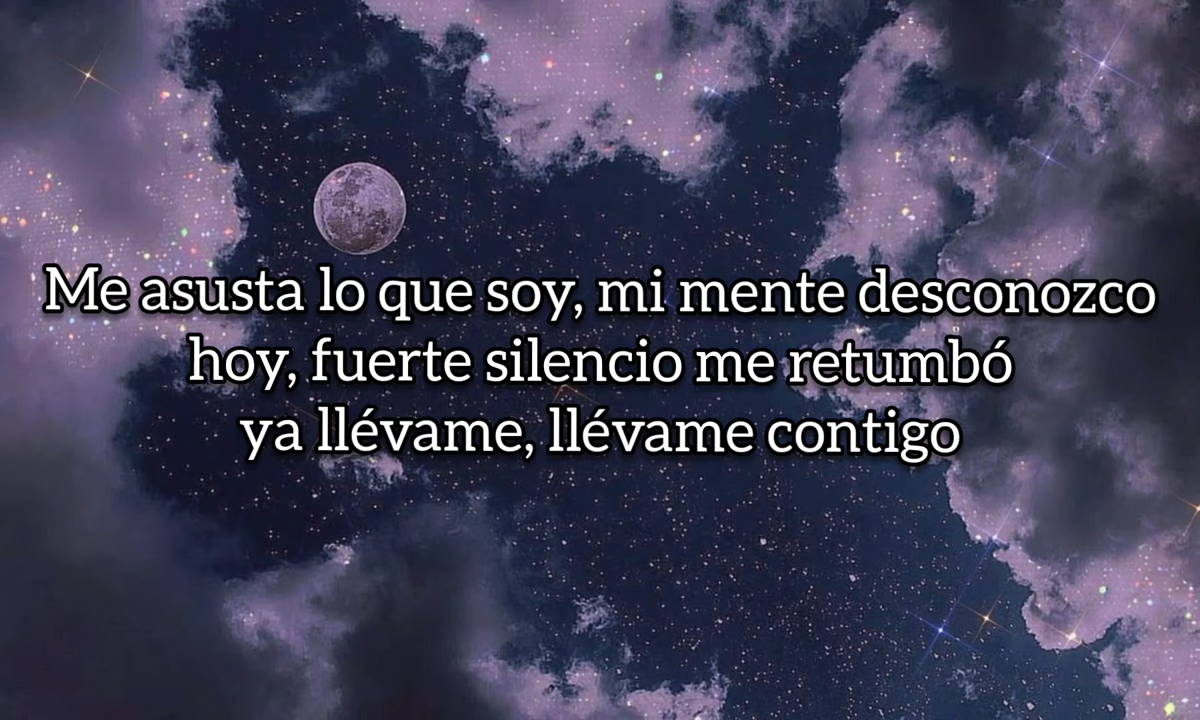 Me asusta lo que soy, mi mente desconozco
hoy, fuerte silencio me retumbó
ya llévame, llévame contigo